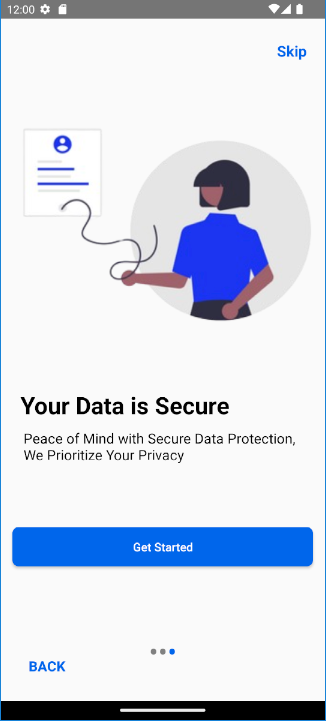 12:00
Skip
Your Data is Secure
Peace of Mind with Secure Data Protection,
We Prioritize Your Privacy
Get Started
BACK